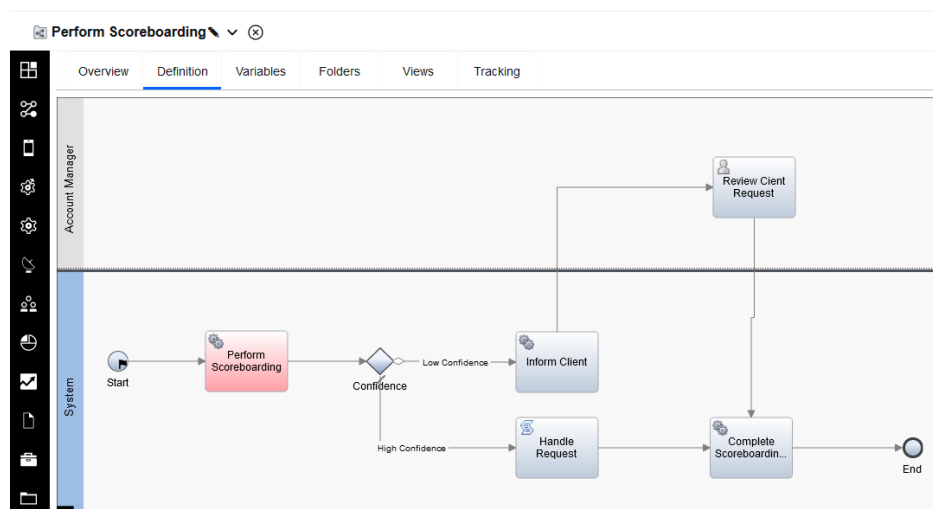 Perform Scoreboarding
Overview Definition Variables Folders Views Tracking
Account Manager
Review Cient
Request
System
Start
Perform
Scoreboarding
Confidence
Low Confidence
Inform Client
High Confidence
Handle
Request
Complete
Scoreboardin...
End